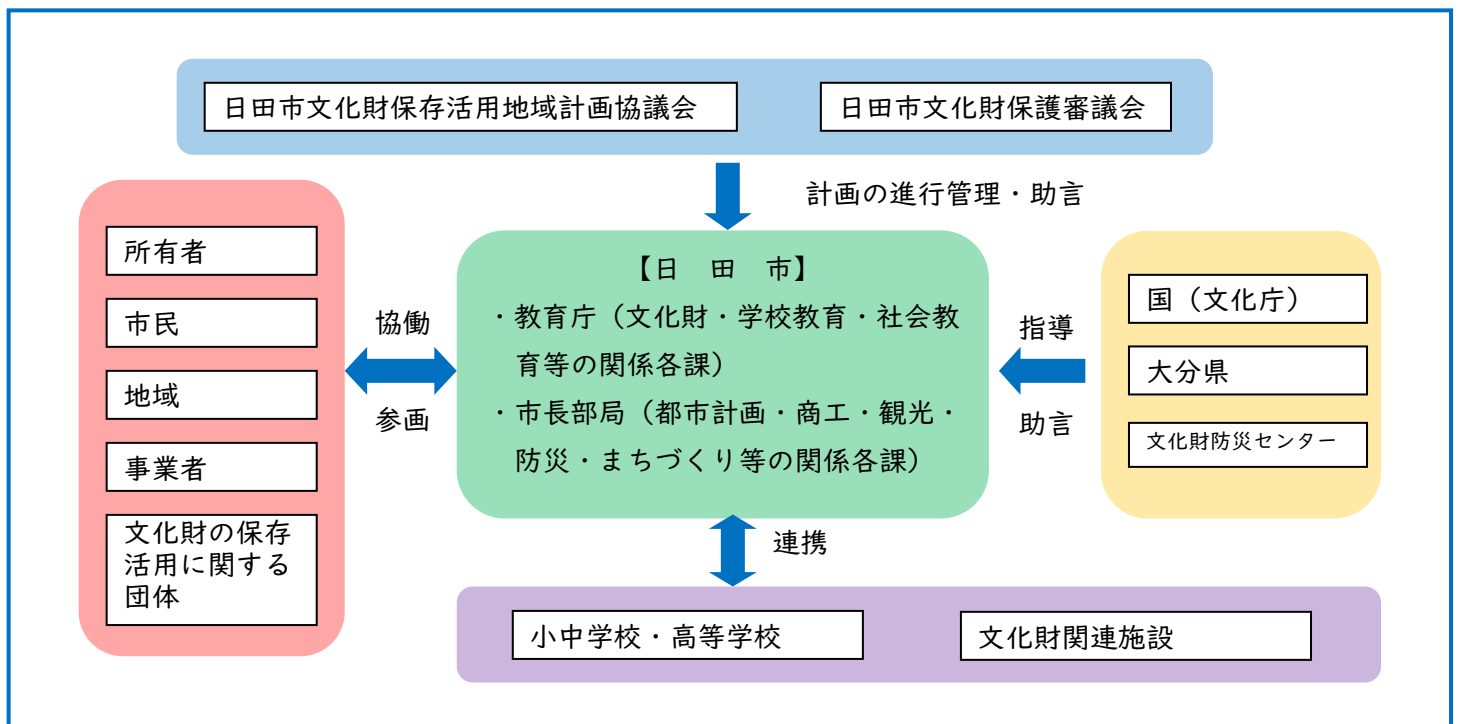 日田市文化財保存活用地域計画協議会
日田市文化財保護審議会
計画の進行管理・助言
所有者
市民
地域
事業者
文化財の保存
活用に関する
団体
協働
参画
【日　田　市】
・教育庁（文化財・学校教育・社会教
育等の関係各課）
・市長部局（都市計画・商工・観光・
防災・まちづくり等の関係各課）
指導
助言
国（文化庁）
大分県
文化財防災センター
連携
小中学校・高等学校
文化財関連施設